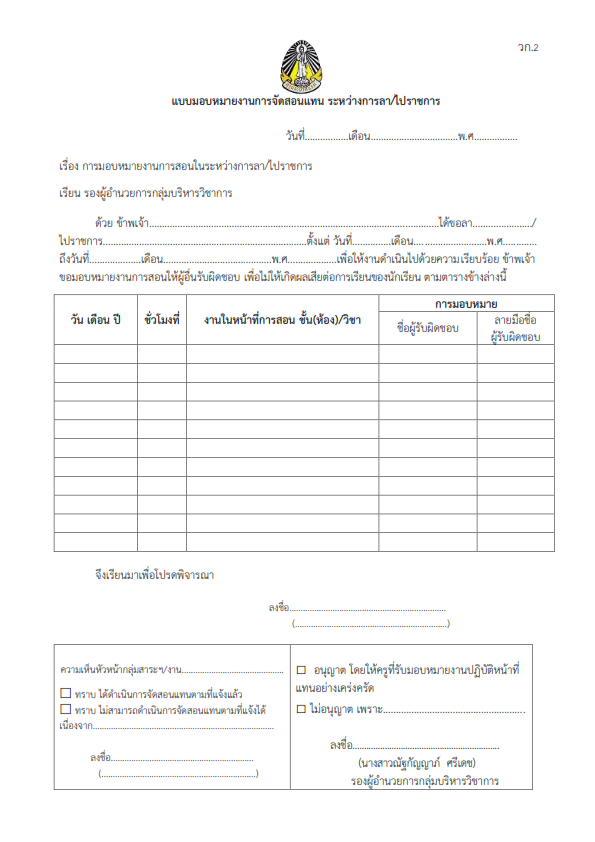 วก.2
แบบมอบหมายงานการจัดสอนแทน ระหว่างการลา/ไปราชการ
วันที่.................เดือน..................................พ.ศ.................
เรื่อง การมอบหมายงานการสอนในระหว่างการลา/ไปราชการ
เรียน รองผู้อำนวยการกลุ่มบริหารวิชาการ
ด้วย ข้าพเจ้า..................................................................................................................ได้ขอลา......................./
ไปราชการ...............................................................................ตั้งแต่ วันที่...............เดือน.............................พ.ศ.............
ถึงวันที่....................เดือน..........................................พ.ศ...................เพื่อให้งานดำเนินไปด้วยความเรียบร้อย ข้าพเจ้า
ขอมอบหมายงานการสอนให้ผู้อื่นรับผิดชอบ เพื่อไม่ให้เกิดผลเสียต่อการเรียนของนักเรียน ตามตารางข้างล่างนี้
วัน เดือน ปี ชั่วโมงที่ งานในหน้าที่การสอน ชั้น(ห้อง)/วิชา การมอบหมาย
ชื่อผู้รับผิดชอบ ลายมือชื่อ
ผู้รับผิดชอบ
จึงเรียนมาเพื่อโปรดพิจารณา
ลงชื่อ.................................................................
(.........................................................)
ความเห็นหัวหน้ากลุ่มสาระฯ/งาน..........................................
☐ ทราบ ได้ดำเนินการจัดสอนแทนตามที่แจ้งแล้ว
☐ ทราบ ไม่สามารถดำเนินการจัดสอนแทนตามที่แจ้งได้
เนื่องจาก......................................................................
ลงชื่อ........................................................
(..........................................................)
☐ อนุญาต โดยให้ครูที่รับมอบหมายงานปฏิบัติหน้าที่
แทนอย่างเคร่งครัด
☐ ไม่อนุญาต เพราะ....................................................
ลงชื่อ........................................................
(นางสาวณัฐกัญญาภ์ ศรีเดช)
รองผู้อำนวยการกลุ่มบริหารวิชาการ